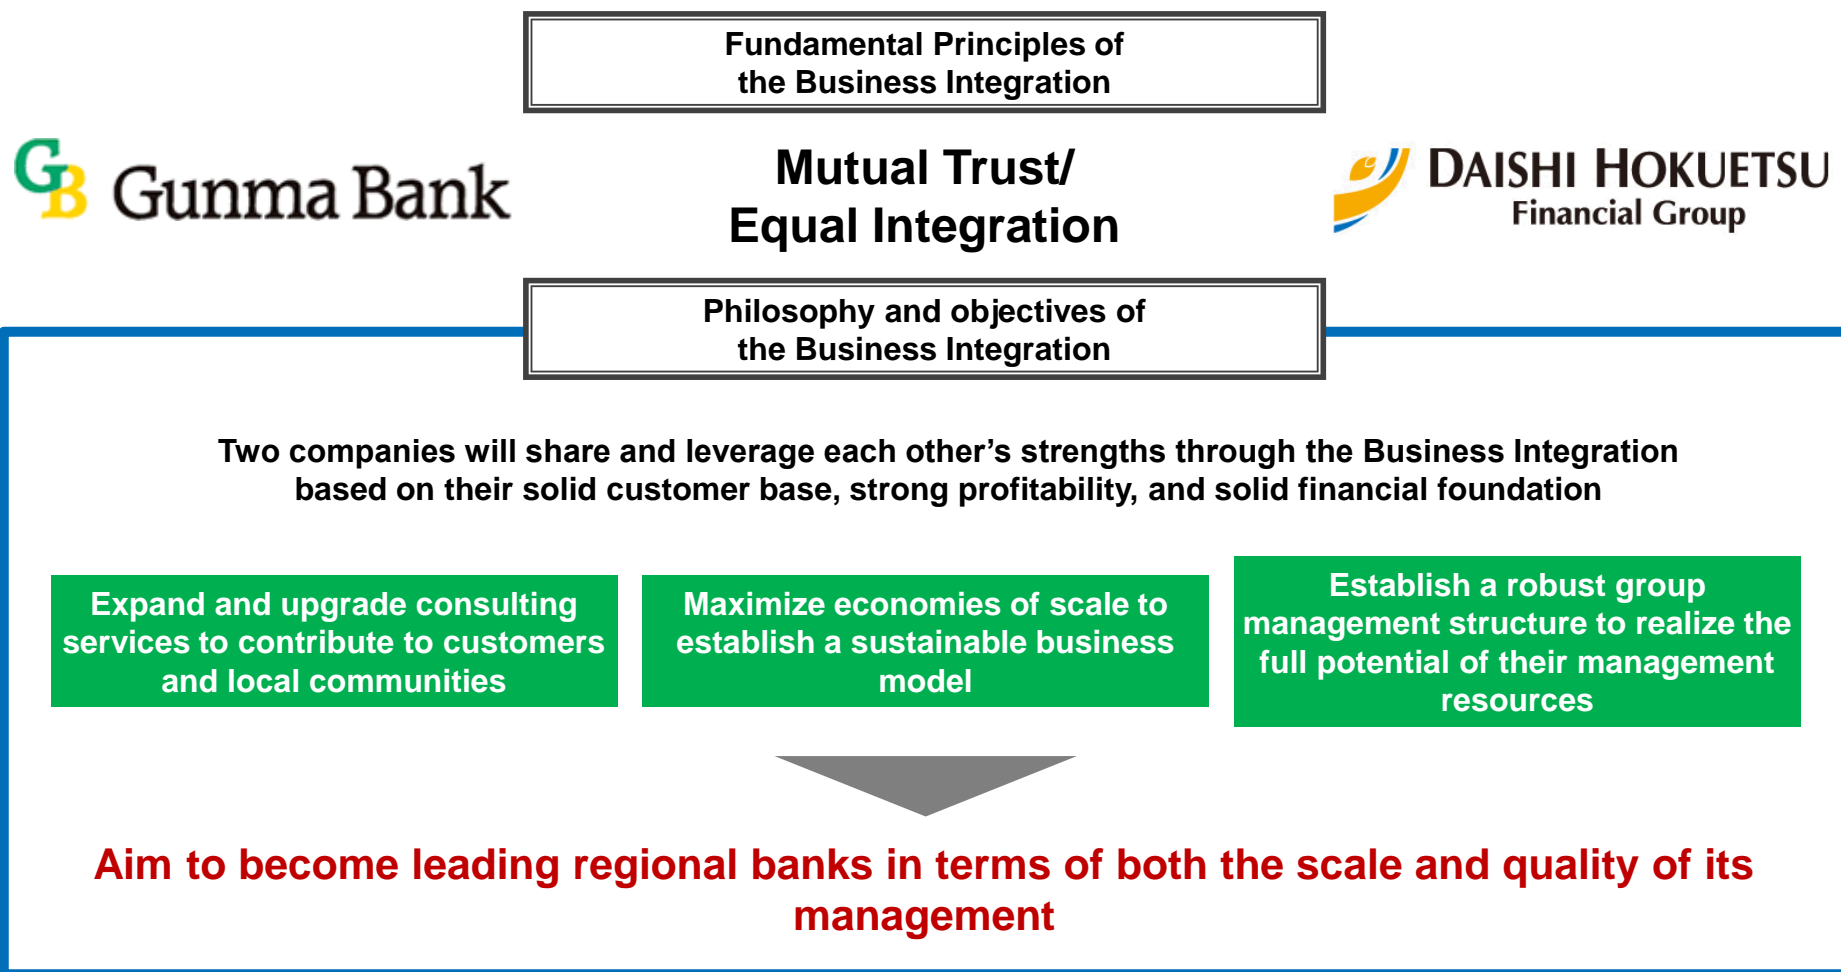 Fundamental Principles of
the Business Integration
GB Gunma Bank
Mutual Trust/
Equal Integration
DAISHI HOKUETSU
Financial Group
Philosophy and objectives of
the Business Integration
Two companies will share and leverage each other’s strengths through the Business Integration
based on their solid customer base, strong profitability, and solid financial foundation
Expand and upgrade consulting
services to contribute to customers
and local communities
Maximize economies of scale to
establish a sustainable business
model
Establish a robust group
management structure to realize the
full potential of their management
resources
Aim to become leading regional banks in terms of both the scale and quality of its
management